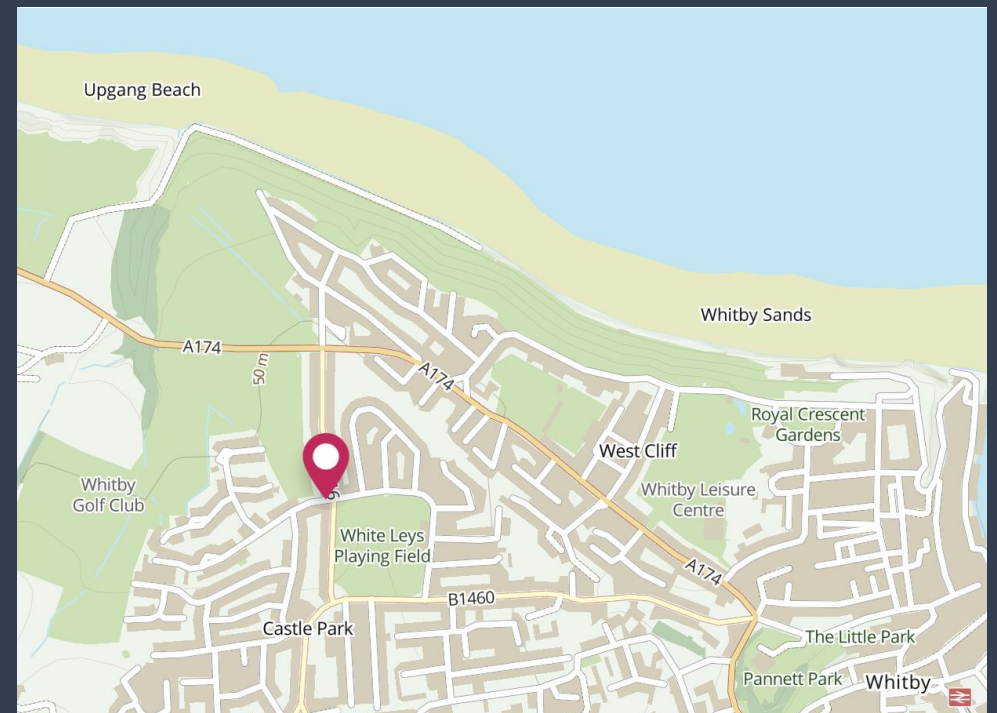 Upgang Beach
Whitby Sands
A174
50 m
A174
Royal Crescent
Gardens
West Cliff
Whitby
Golf Club
Whitby Leisure
Centre
White Leys
Playing Field
A174
B1460
Castle Park
The Little Park
Pannett Park
Whitby